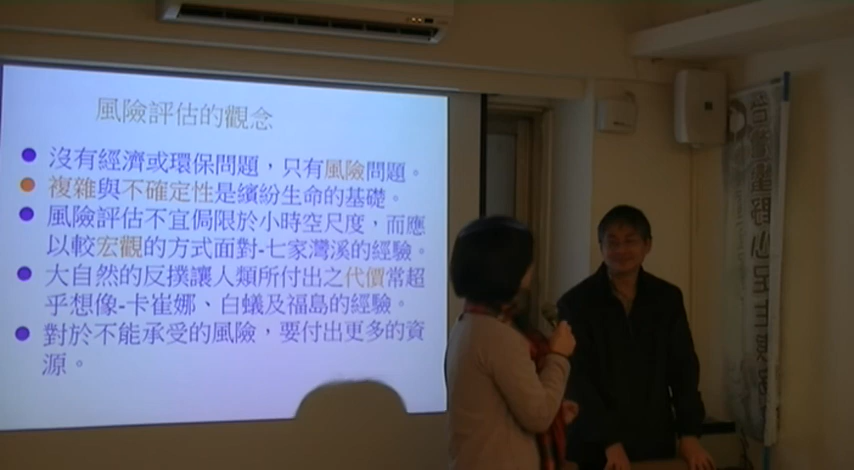 風險評估的觀念
沒有經濟或環保問題，只有風險問題。
複雜與不確定性是繽紛生命的基礎。
風險評估不宜侷限於小時空尺度，而應
以較宏觀的方式面對-七家灣溪的經驗。
大自然的反撲讓人類所付出之代價常超
乎想像-卡崔娜、白蟻及福島的經驗。
對於不能承受的風險，要付出更多的資
源。